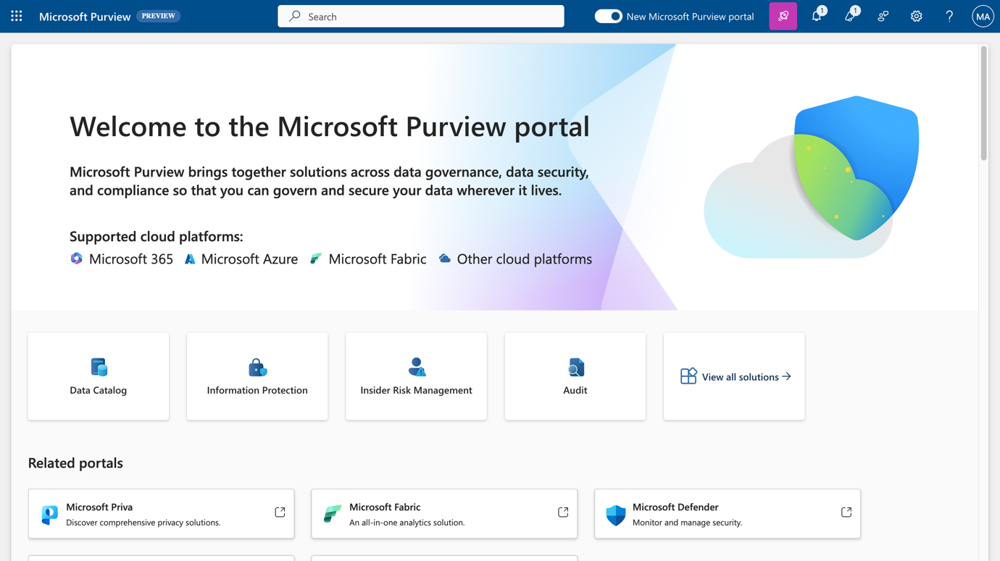 Microsoft Purview PREVIEW
Search
New Microsoft Purview portal
1
1
MA
Welcome to the Microsoft Purview portal
Microsoft Purview brings together solutions across data governance, data security,
and compliance so that you can govern and secure your data wherever it lives.
Supported cloud platforms:
Microsoft 365 Microsoft Azure Microsoft Fabric Other cloud platforms
Data Catalog
Information Protection
Insider Risk Management
Audit
View all solutions
Related portals
Microsoft Priva
Discover comprehensive privacy solutions.
Microsoft Fabric
An all-in-one analytics solution.
Microsoft Defender
Monitor and manage security.